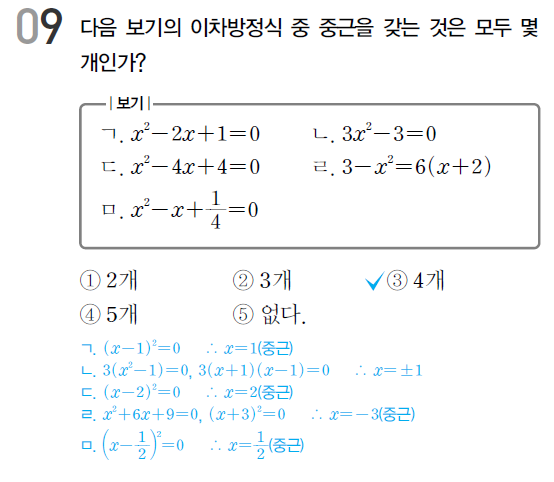 09 다음 보기의 이차방정식 중 중근을 갖는 것은 모두 몇
개인가?
보기
ㄱ. x²-2x+1=0 ㄴ. 3x²-3=0
ㄷ. x²-4x+4=0 ㄹ. 3-x²=6(x+2)
ㅁ. x²-x+1/4=0
① 2개 ② 3개 ③ 4개
④ 5개 ⑤ 없다.
ㄱ. (x-1)²=0 ∴ x=1(중근)
ㄴ. 3(x²-1)=0, 3(x+1)(x-1)=0 ∴ x=±1
ㄷ. (x-2)²=0 ∴ x=2(중근)
ㄹ. x²+6x+9=0, (x+3)²=0 ∴ x=-3(중근)
ㅁ. (x-1/2)²=0 ∴ x=1/2(중근)